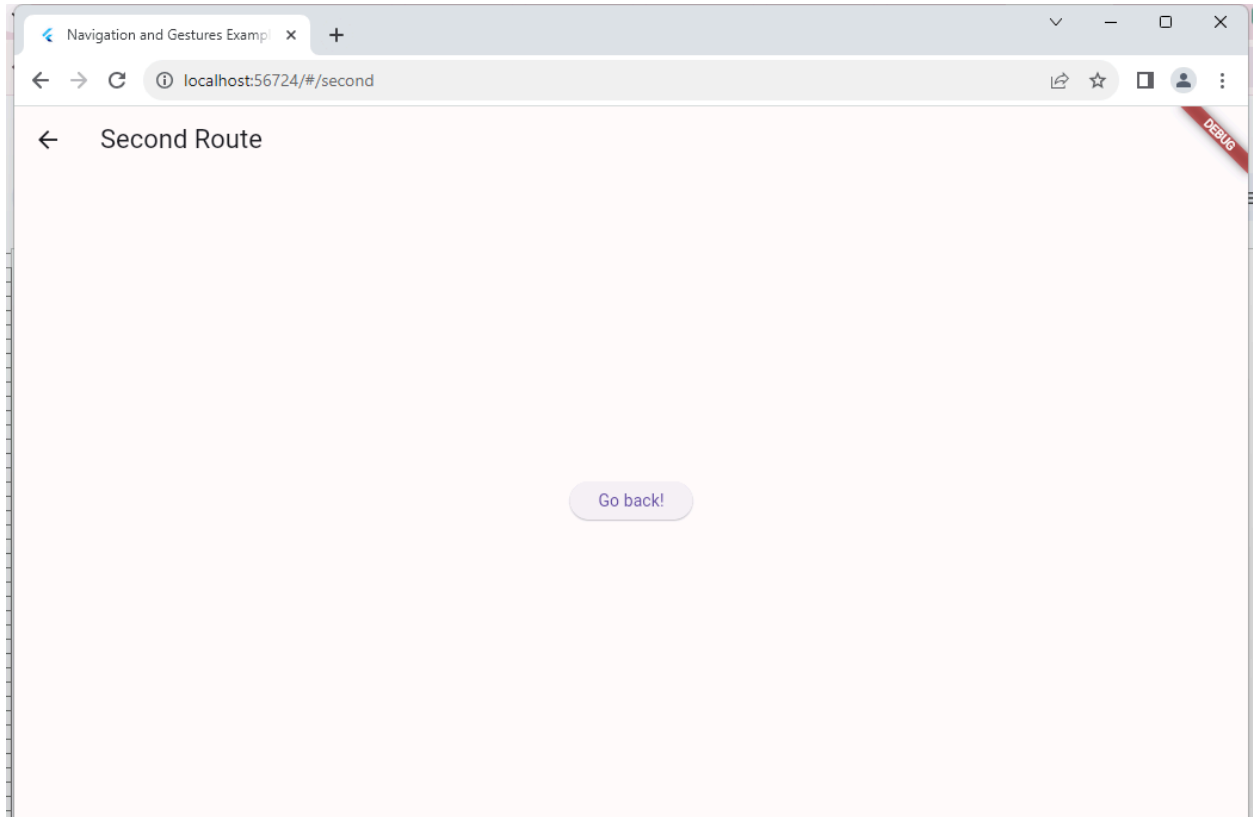 Navigation and Gestures Exampl
localhost:56724/#/second
Second Route
DEBUG
Go back!